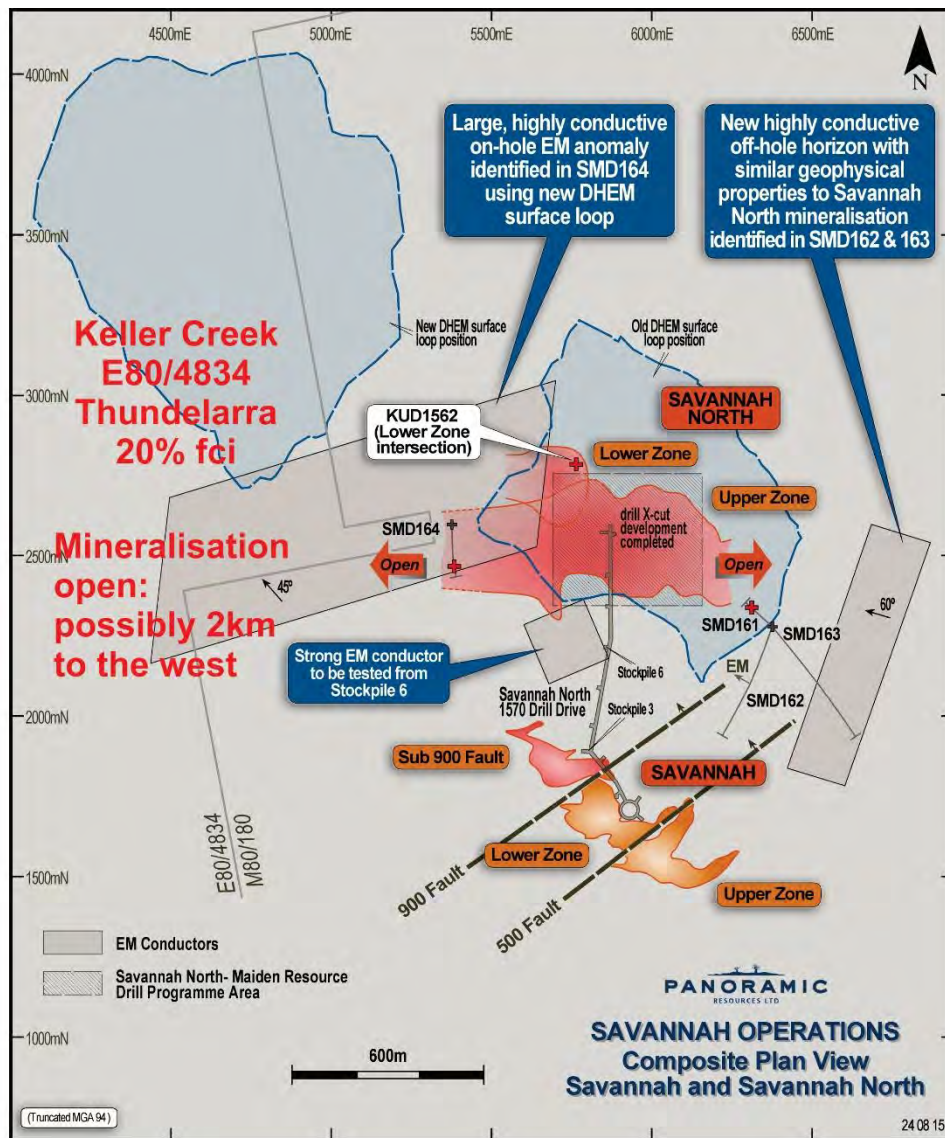 4500mE
5000mE
5500mE
6000mE
6500mE
4000mN
3500mN
3000mN
2500mN
2000mN
1500mN
1000mN
N
Large, highly conductive
on-hole EM anomaly
identified in SMD164
using new DHEM
surface loop
New highly conductive
off-hole horizon with
similar geophysical
properties to Savannah
North mineralisation
identified in SMD162 & 163
New DHEM surface
loop position
Old DHEM surface
loop position
Keller Creek
E80/4834
Thundelarra
20% fci
SAVANNAH
NORTH
KUD1562
(Lower Zone
intersection)
Lower Zone
Upper Zone
drill X-cut
development
completed
SMD164
Mineralisation
open:
possibly 2km
to the west
Open
Open
45º
60º
SMD161
SMD163
EM
SMD162
Strong EM conductor
to be tested from
Stockpile 6
Stockpile 6
Savannah North
1570 Drill Drive
Stockpile 3
Sub 900 Fault
SAVANNAH
E80/4834
M80/180
Lower Zone
Upper Zone
900 Fault
500 Fault
EM Conductors
Savannah North- Maiden Resource
Drill Programme Area
600m
PANORAMIC
RESOURCES LTD
SAVANNAH OPERATIONS
Composite Plan View
Savannah and Savannah North
(Truncated MGA 94)
24 08 15